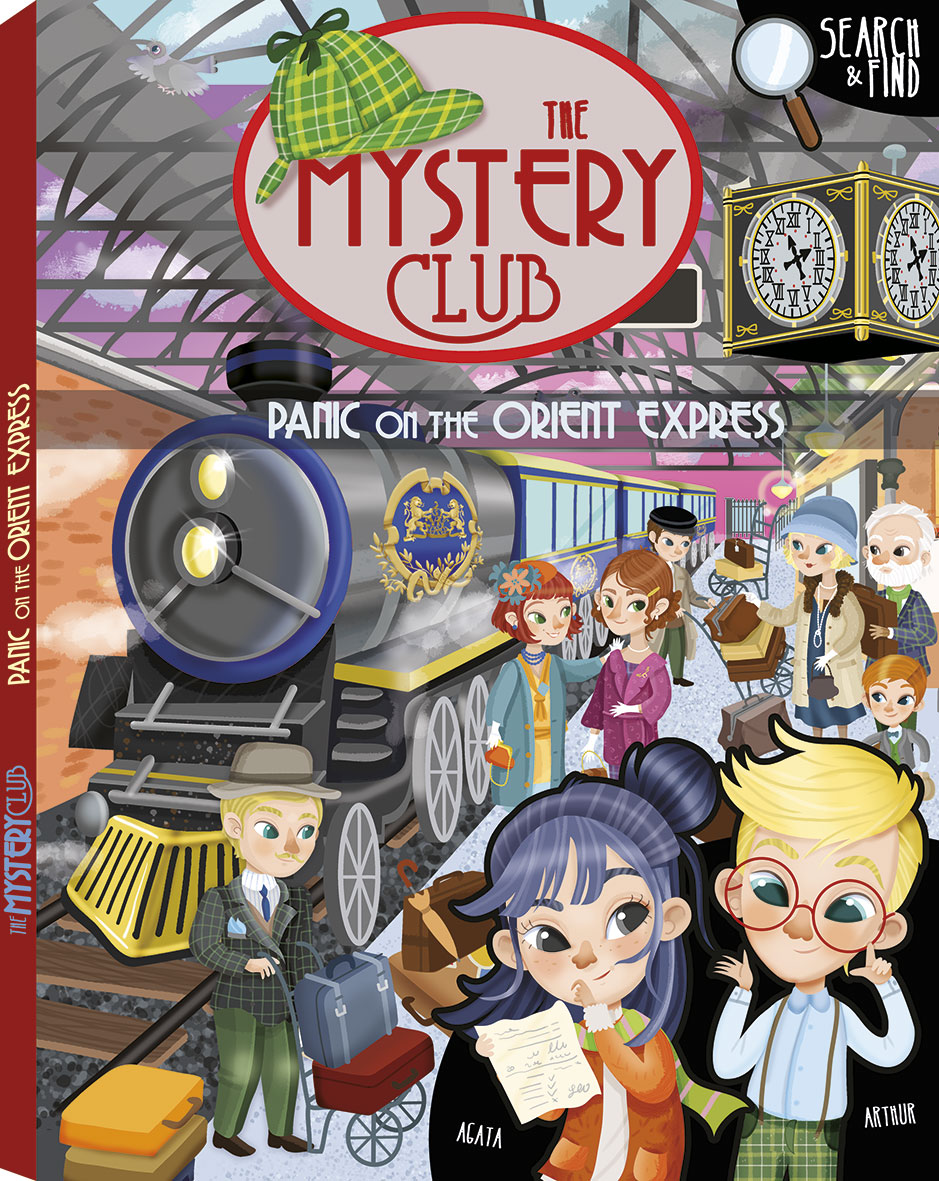 SEARCH
& FIND
THE
MYSTERY
CLUB
PANIC ON THE ORIENT EXPRESS
PANIC ON THE ORIENT EXPRESS
THE MYSTERY CLUB
AGATA
ARTHUR